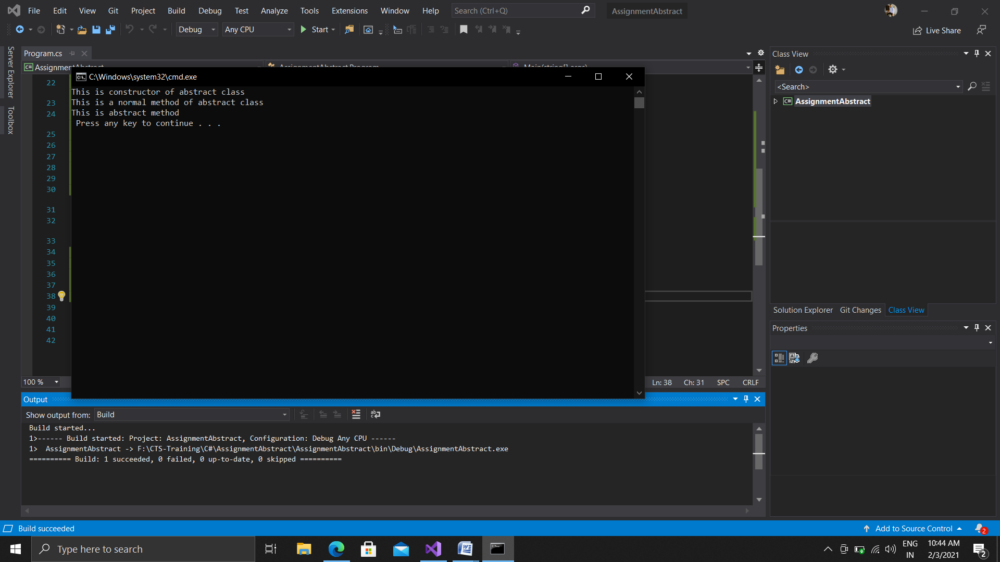 File Edit View Git Project Build Debug Test Analyze Tools Extensions Window Help Search (Ctrl+Q) AssignmentAbstract
Debug Any CPU Start Live Share
Server Explorer
Toolbox
Program.cs
AssignmentAbstract AssignmentAbstract.Program Main(string[] args)
C:\Windows\system32\cmd.exe
This is constructor of abstract class
This is a normal method of abstract class
This is abstract method
Press any key to continue . . .
22
23
24
25
26
27
28
29
30
31
32
33
34
35
36
37
38
39
40
41
42
100 % Ln: 38 Ch: 31 SPC CRLF
Output
Show output from: Build
Build started...
1>------ Build started: Project: AssignmentAbstract, Configuration: Debug Any CPU ------
1>  AssignmentAbstract -> F:\CTS-Training\C#\AssignmentAbstract\AssignmentAbstract\bin\Debug\AssignmentAbstract.exe
========== Build: 1 succeeded, 0 failed, 0 up-to-date, 0 skipped ==========
Class View
<Search>
C# AssignmentAbstract
Solution Explorer Git Changes Class View
Properties
Build succeeded Add to Source Control 2
Type here to search
ENG
IN
10:44 AM
2/3/2021
2